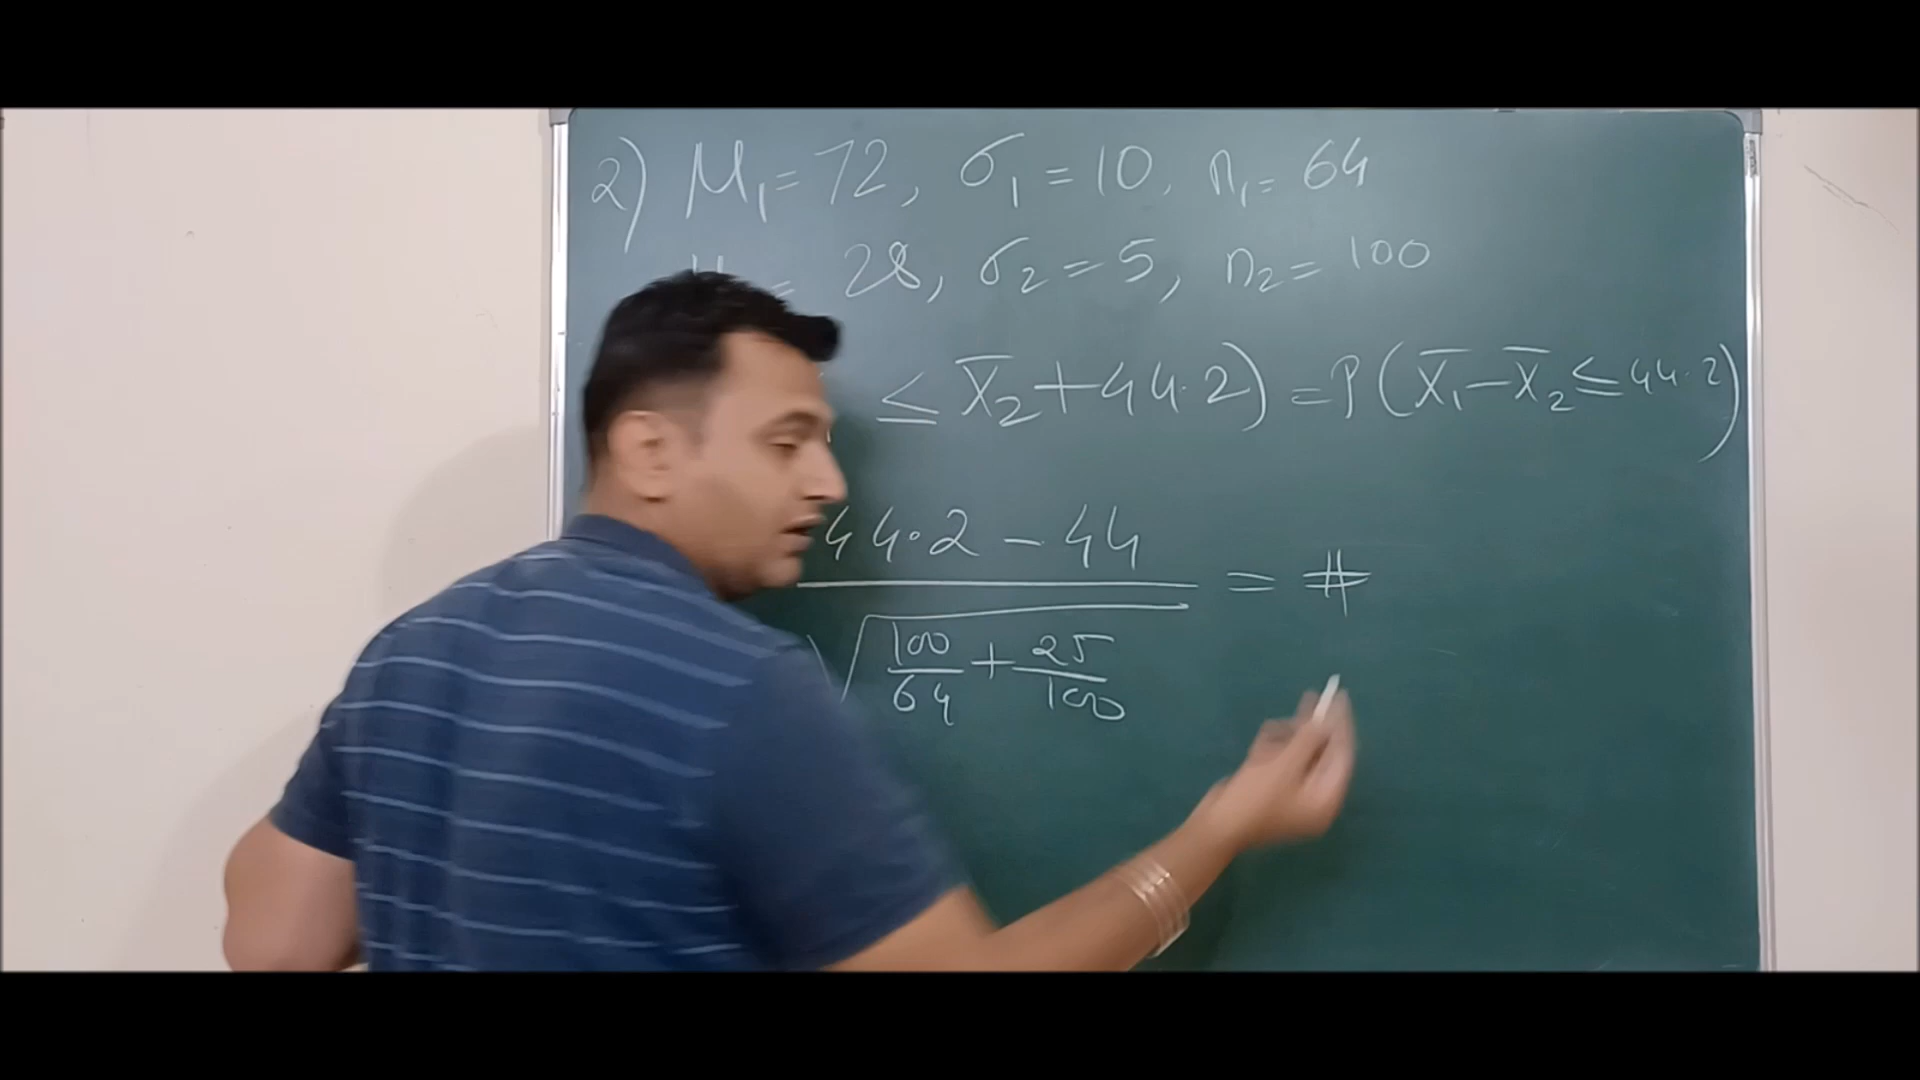 2) μ₁ = 72, σ₁ = 10, n₁ = 64
= 28, σ₂ = 5, n₂ = 100
≤ X̅₂ + 44·2) = P(X̅₁ − X̅₂ ≤ 44·2)
44·2 − 44
= #
√ 100/64 + 25/100